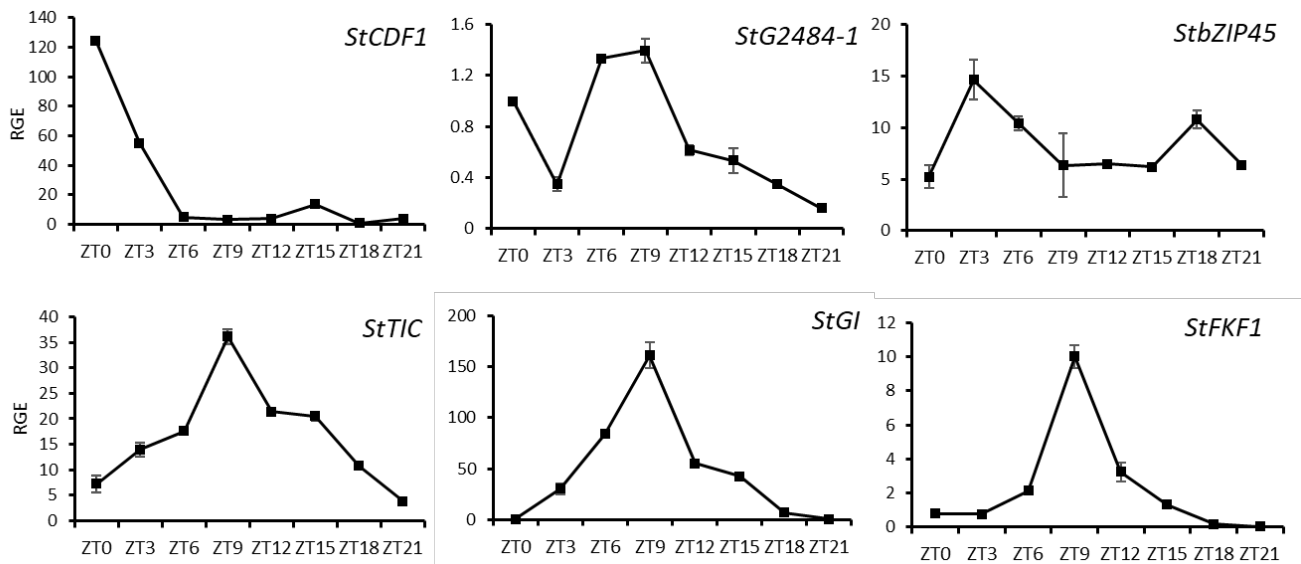 StCDF1
140
120
100
80
60
40
20
0
RGE
ZT0 ZT3 ZT6 ZT9 ZT12 ZT15 ZT18 ZT21
StG2484-1
1.6
1.2
0.8
0.4
0
ZT0 ZT3 ZT6 ZT9 ZT12 ZT15 ZT18 ZT21
StbZIP45
20
15
10
5
0
ZT0 ZT3 ZT6 ZT9 ZT12 ZT15 ZT18 ZT21
StTIC
40
35
30
25
20
15
10
5
0
RGE
ZT0 ZT3 ZT6 ZT9 ZT12 ZT15 ZT18 ZT21
StGI
200
150
100
50
0
ZT0 ZT3 ZT6 ZT9 ZT12 ZT15 ZT18 ZT21
StFKF1
12
10
8
6
4
2
0
ZT0 ZT3 ZT6 ZT9 ZT12 ZT15 ZT18 ZT21